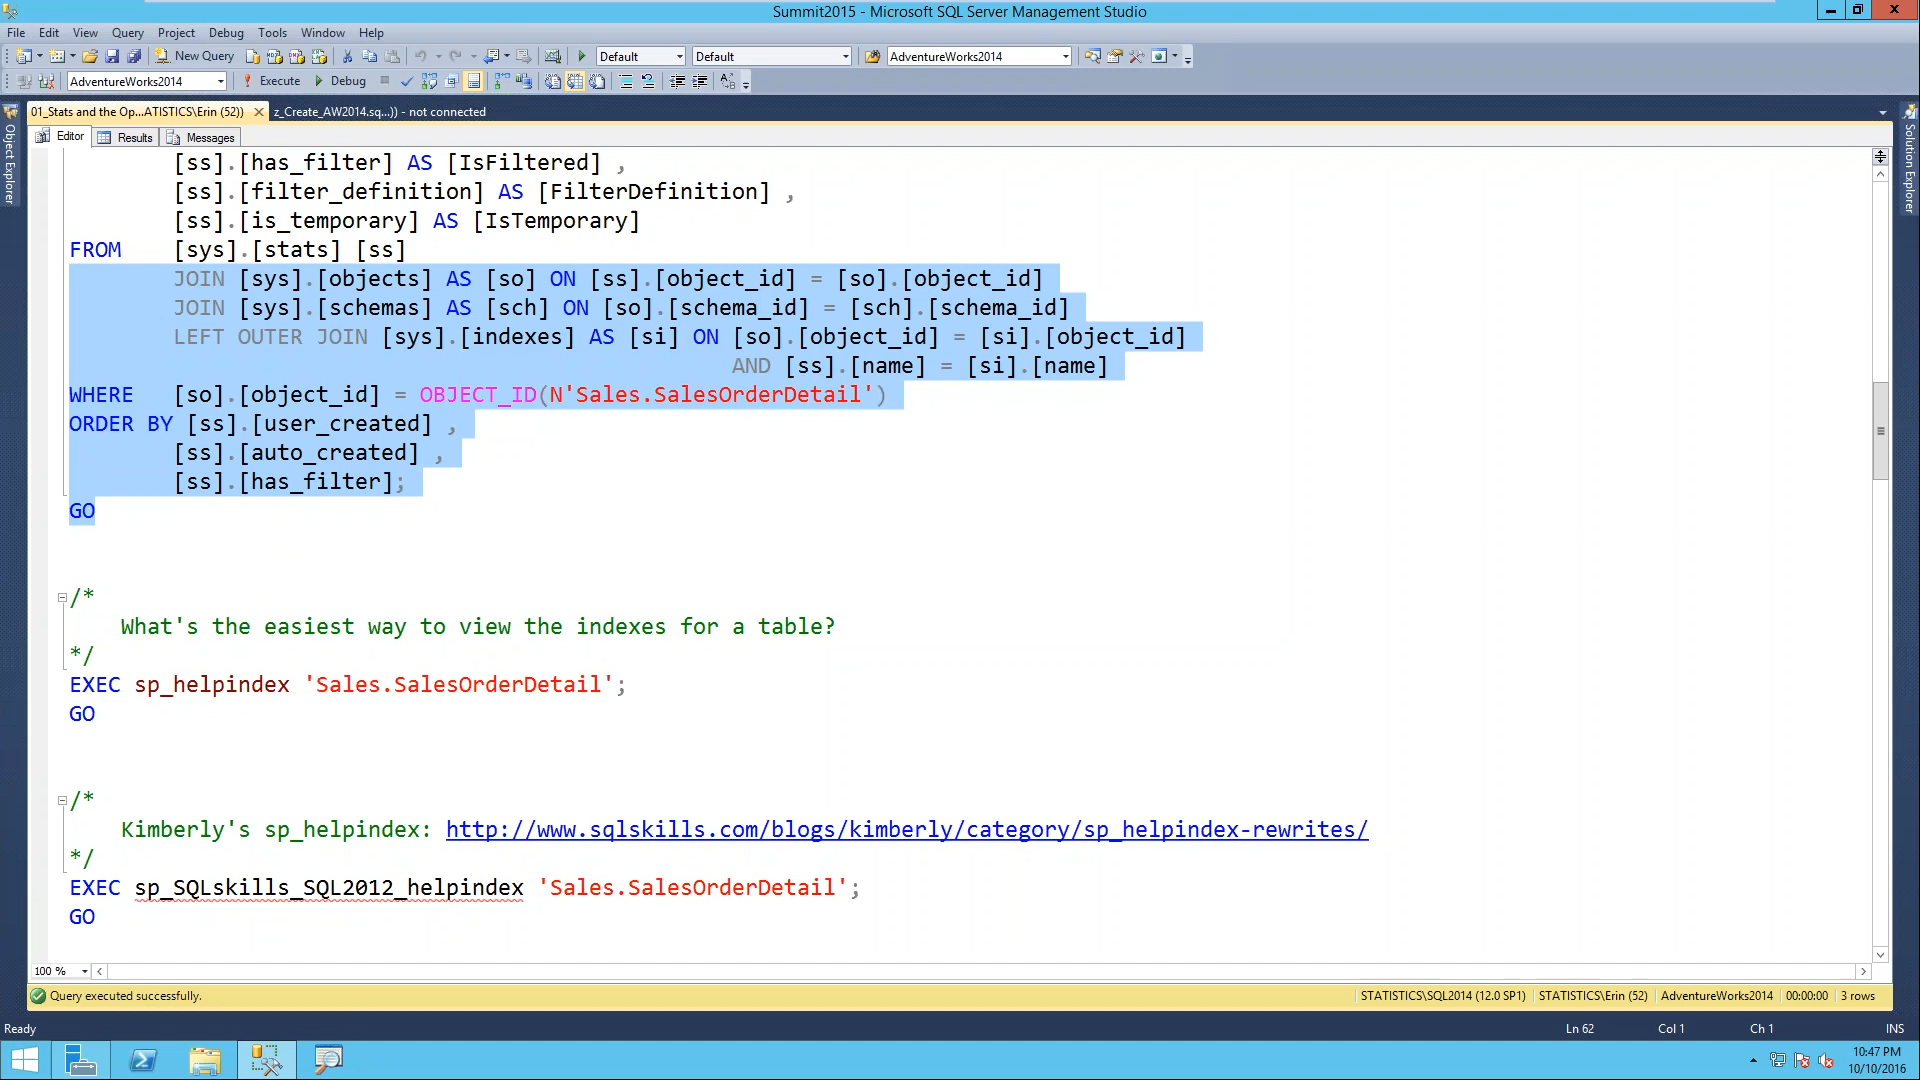 Summit2015 - Microsoft SQL Server Management Studio
File Edit View Query Project Debug Tools Window Help
New Query Default Default AdventureWorks2014
AdventureWorks2014 Execute Debug
01_Stats and the Op...ATISTICS\Erin (52)) z_Create_AW2014.sq...)) - not connected
Editor Results Messages
Object Explorer
Solution Explorer
[ss].[has_filter] AS [IsFiltered] ,
[ss].[filter_definition] AS [FilterDefinition] ,
[ss].[is_temporary] AS [IsTemporary]
FROM [sys].[stats] [ss]
JOIN [sys].[objects] AS [so] ON [ss].[object_id] = [so].[object_id]
JOIN [sys].[schemas] AS [sch] ON [so].[schema_id] = [sch].[schema_id]
LEFT OUTER JOIN [sys].[indexes] AS [si] ON [so].[object_id] = [si].[object_id]
AND [ss].[name] = [si].[name]
WHERE [so].[object_id] = OBJECT_ID(N'Sales.SalesOrderDetail')
ORDER BY [ss].[user_created] ,
[ss].[auto_created] ,
[ss].[has_filter];
GO
/*
What's the easiest way to view the indexes for a table?
*/
EXEC sp_helpindex 'Sales.SalesOrderDetail';
GO
/*
Kimberly's sp_helpindex: http://www.sqlskills.com/blogs/kimberly/category/sp_helpindex-rewrites/
*/
EXEC sp_SQLskills_SQL2012_helpindex 'Sales.SalesOrderDetail';
GO
100 %
Query executed successfully. STATISTICS\SQL2014 (12.0 SP1) STATISTICS\Erin (52) AdventureWorks2014 00:00:00 3 rows
Ready Ln 62 Col 1 Ch 1 INS
10:47 PM
10/10/2016